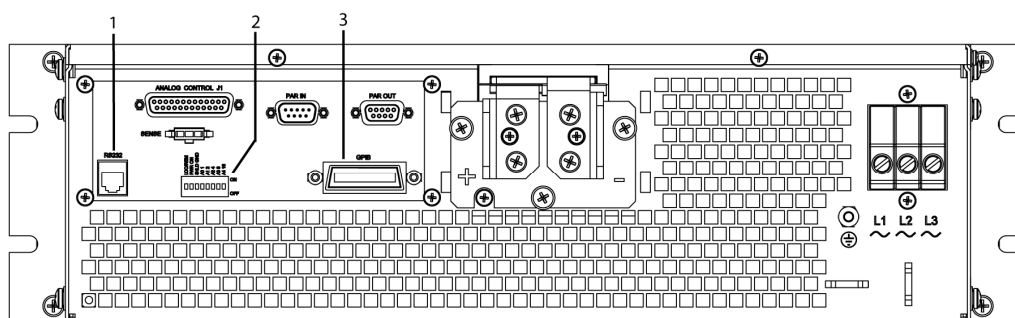 1
2
3
ANALOG CONTROL J1
PAR IN
PAR OUT
SENSE
RS232
GPIB
ON
OFF
+
-
L1
L2
L3